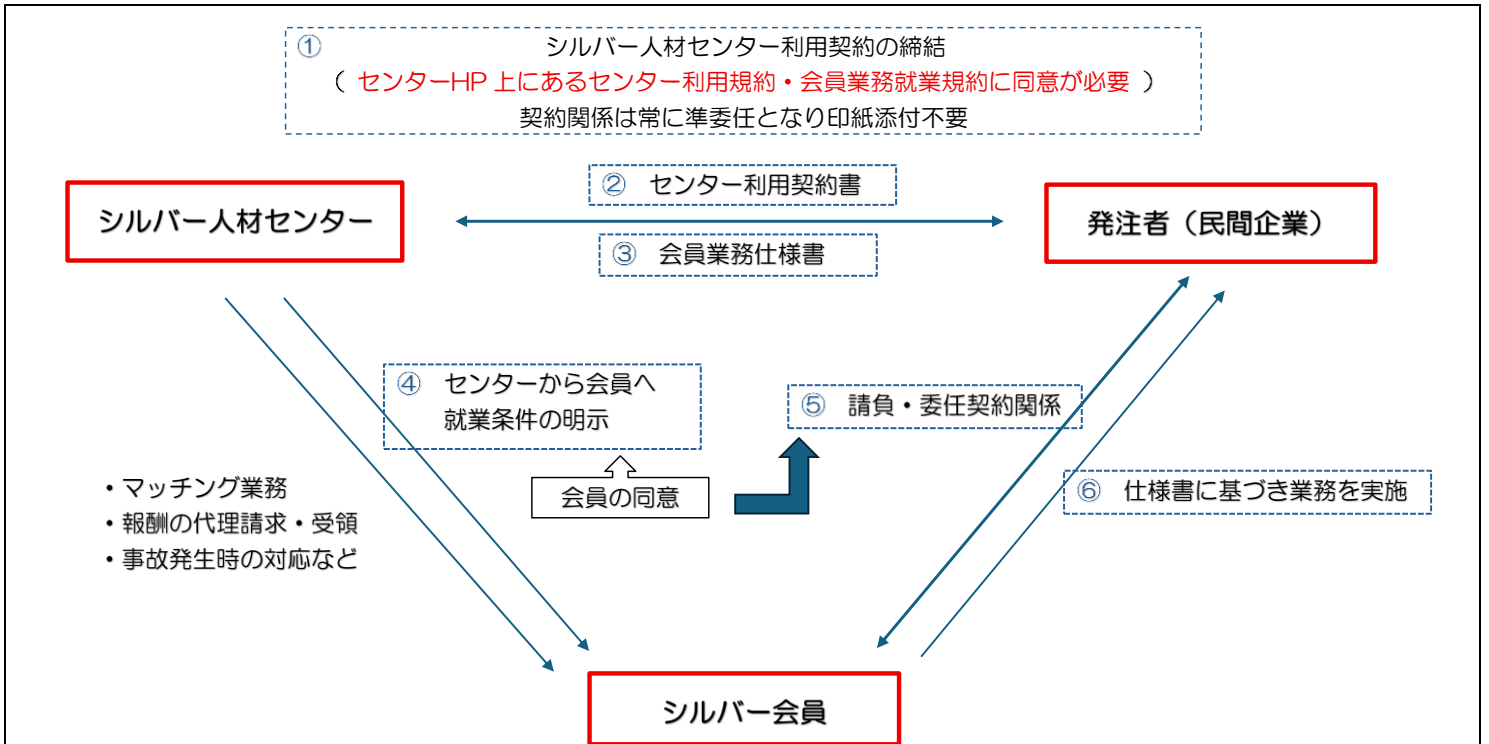 ① シルバー人材センター利用契約の締結
（ センターHP 上にあるセンター利用規約・会員業務就業規約に同意が必要 ）
契約関係は常に準委任となり印紙添付不要
② センター利用契約書
シルバー人材センター
発注者（民間企業）
③ 会員業務仕様書
④ センターから会員へ
就業条件の明示
⑤ 請負・委任契約関係
会員の同意
⑥ 仕様書に基づき業務を実施
・マッチング業務
・報酬の代理請求・受領
・事故発生時の対応など
シルバー会員